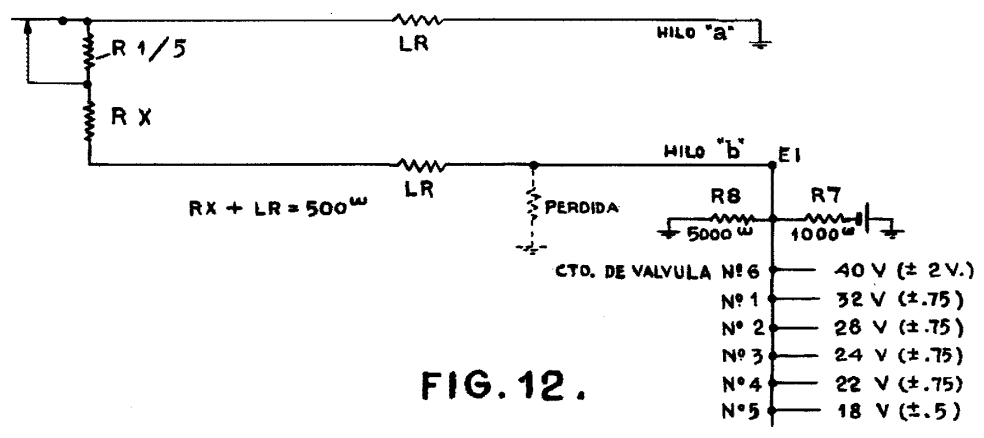 HILO "a"
LR
R 1/5
R X
HILO "b"
E1
LR
RX + LR = 500ω
PERDIDA
R8
R7
5000 ω
1000 ω
CTO. DE VALVULA Nº 6 40 V (± 2 V.)
Nº 1 32 V (±.75)
Nº 2 28 V (±.75)
Nº 3 24 V (±.75)
Nº 4 22 V (±.75)
Nº 5 18 V (±.5)
FIG. 12.